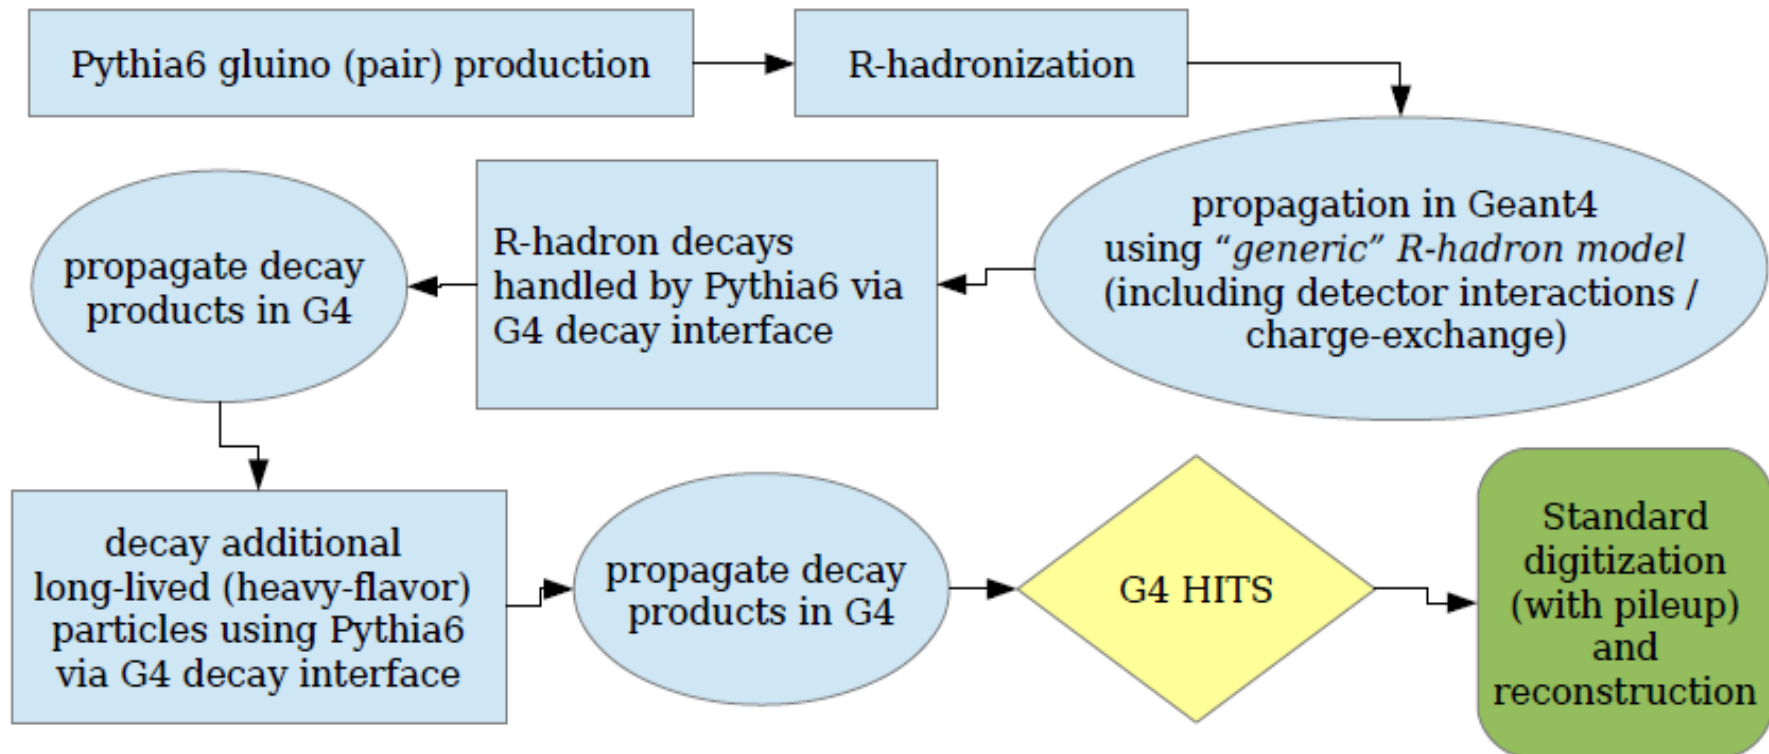 Pythia6 gluino (pair) production
R-hadronization
propagation in Geant4
using “generic” R-hadron model
(including detector interactions /
charge-exchange)
R-hadron decays
handled by Pythia6 via
G4 decay interface
propagate decay
products in G4
decay additional
long-lived (heavy-flavor)
particles using Pythia6
via G4 decay interface
propagate decay
products in G4
G4 HITS
Standard
digitization
(with pileup)
and
reconstruction